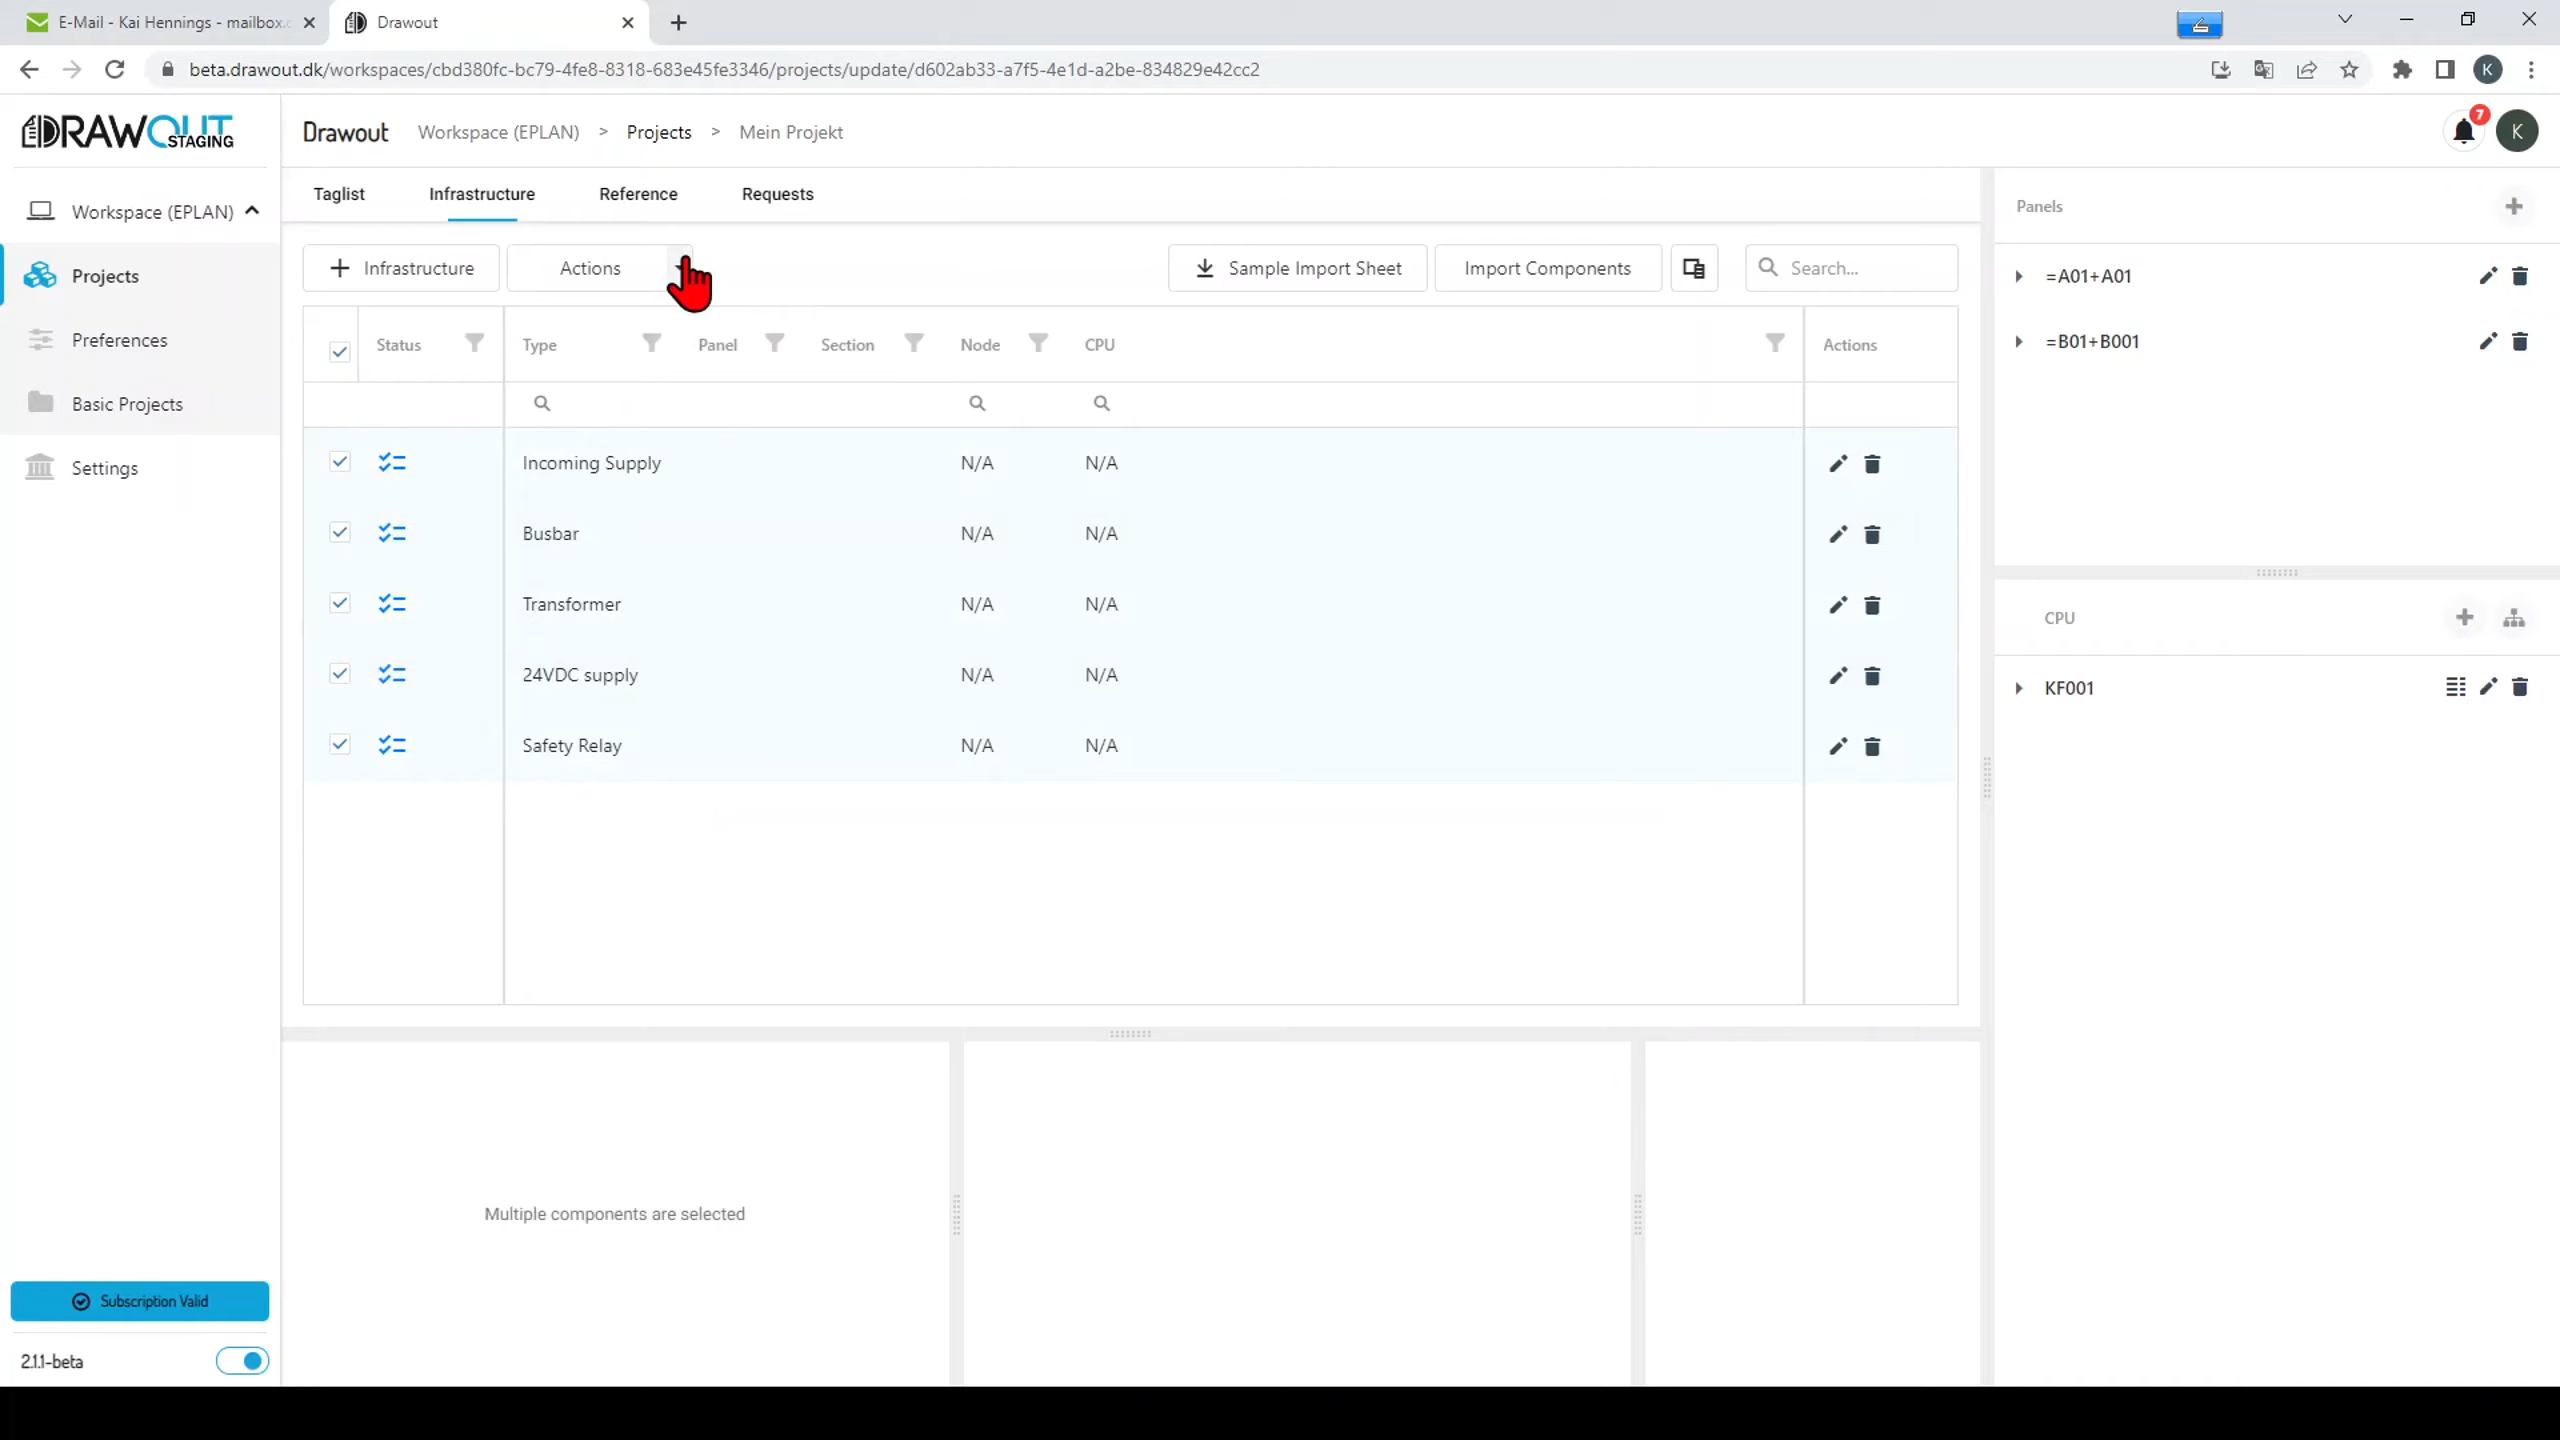 E-Mail - Kai Hennings - mailbox.
Drawout
beta.drawout.dk/workspaces/cbd380fc-bc79-4fe8-8318-683e45fe3346/projects/update/d602ab33-a7f5-4e1d-a2be-834829e42cc2
K
DRAWOUT
STAGING
Drawout Workspace (EPLAN) > Projects > Mein Projekt
7
K
Workspace (EPLAN)
Projects
Preferences
Basic Projects
Settings
Subscription Valid
2.1.1-beta
Taglist Infrastructure Reference Requests
+ Infrastructure Actions Sample Import Sheet Import Components Search...
Status Type Panel Section Node CPU Actions
Incoming Supply N/A N/A
Busbar N/A N/A
Transformer N/A N/A
24VDC supply N/A N/A
Safety Relay N/A N/A
Multiple components are selected
Panels
=A01+A01
=B01+B001
CPU
KF001